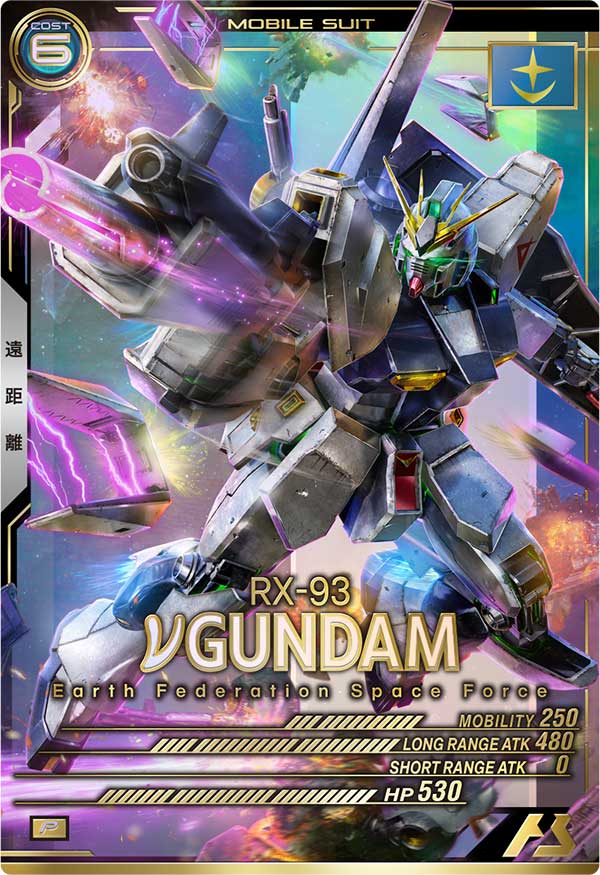 COST
6
MOBILE SUIT
遠距離
RX-93
νGUNDAM
Earth Federation Space Force
MOBILITY 250
LONG RANGE ATK 480
SHORT RANGE ATK 0
HP 530
P